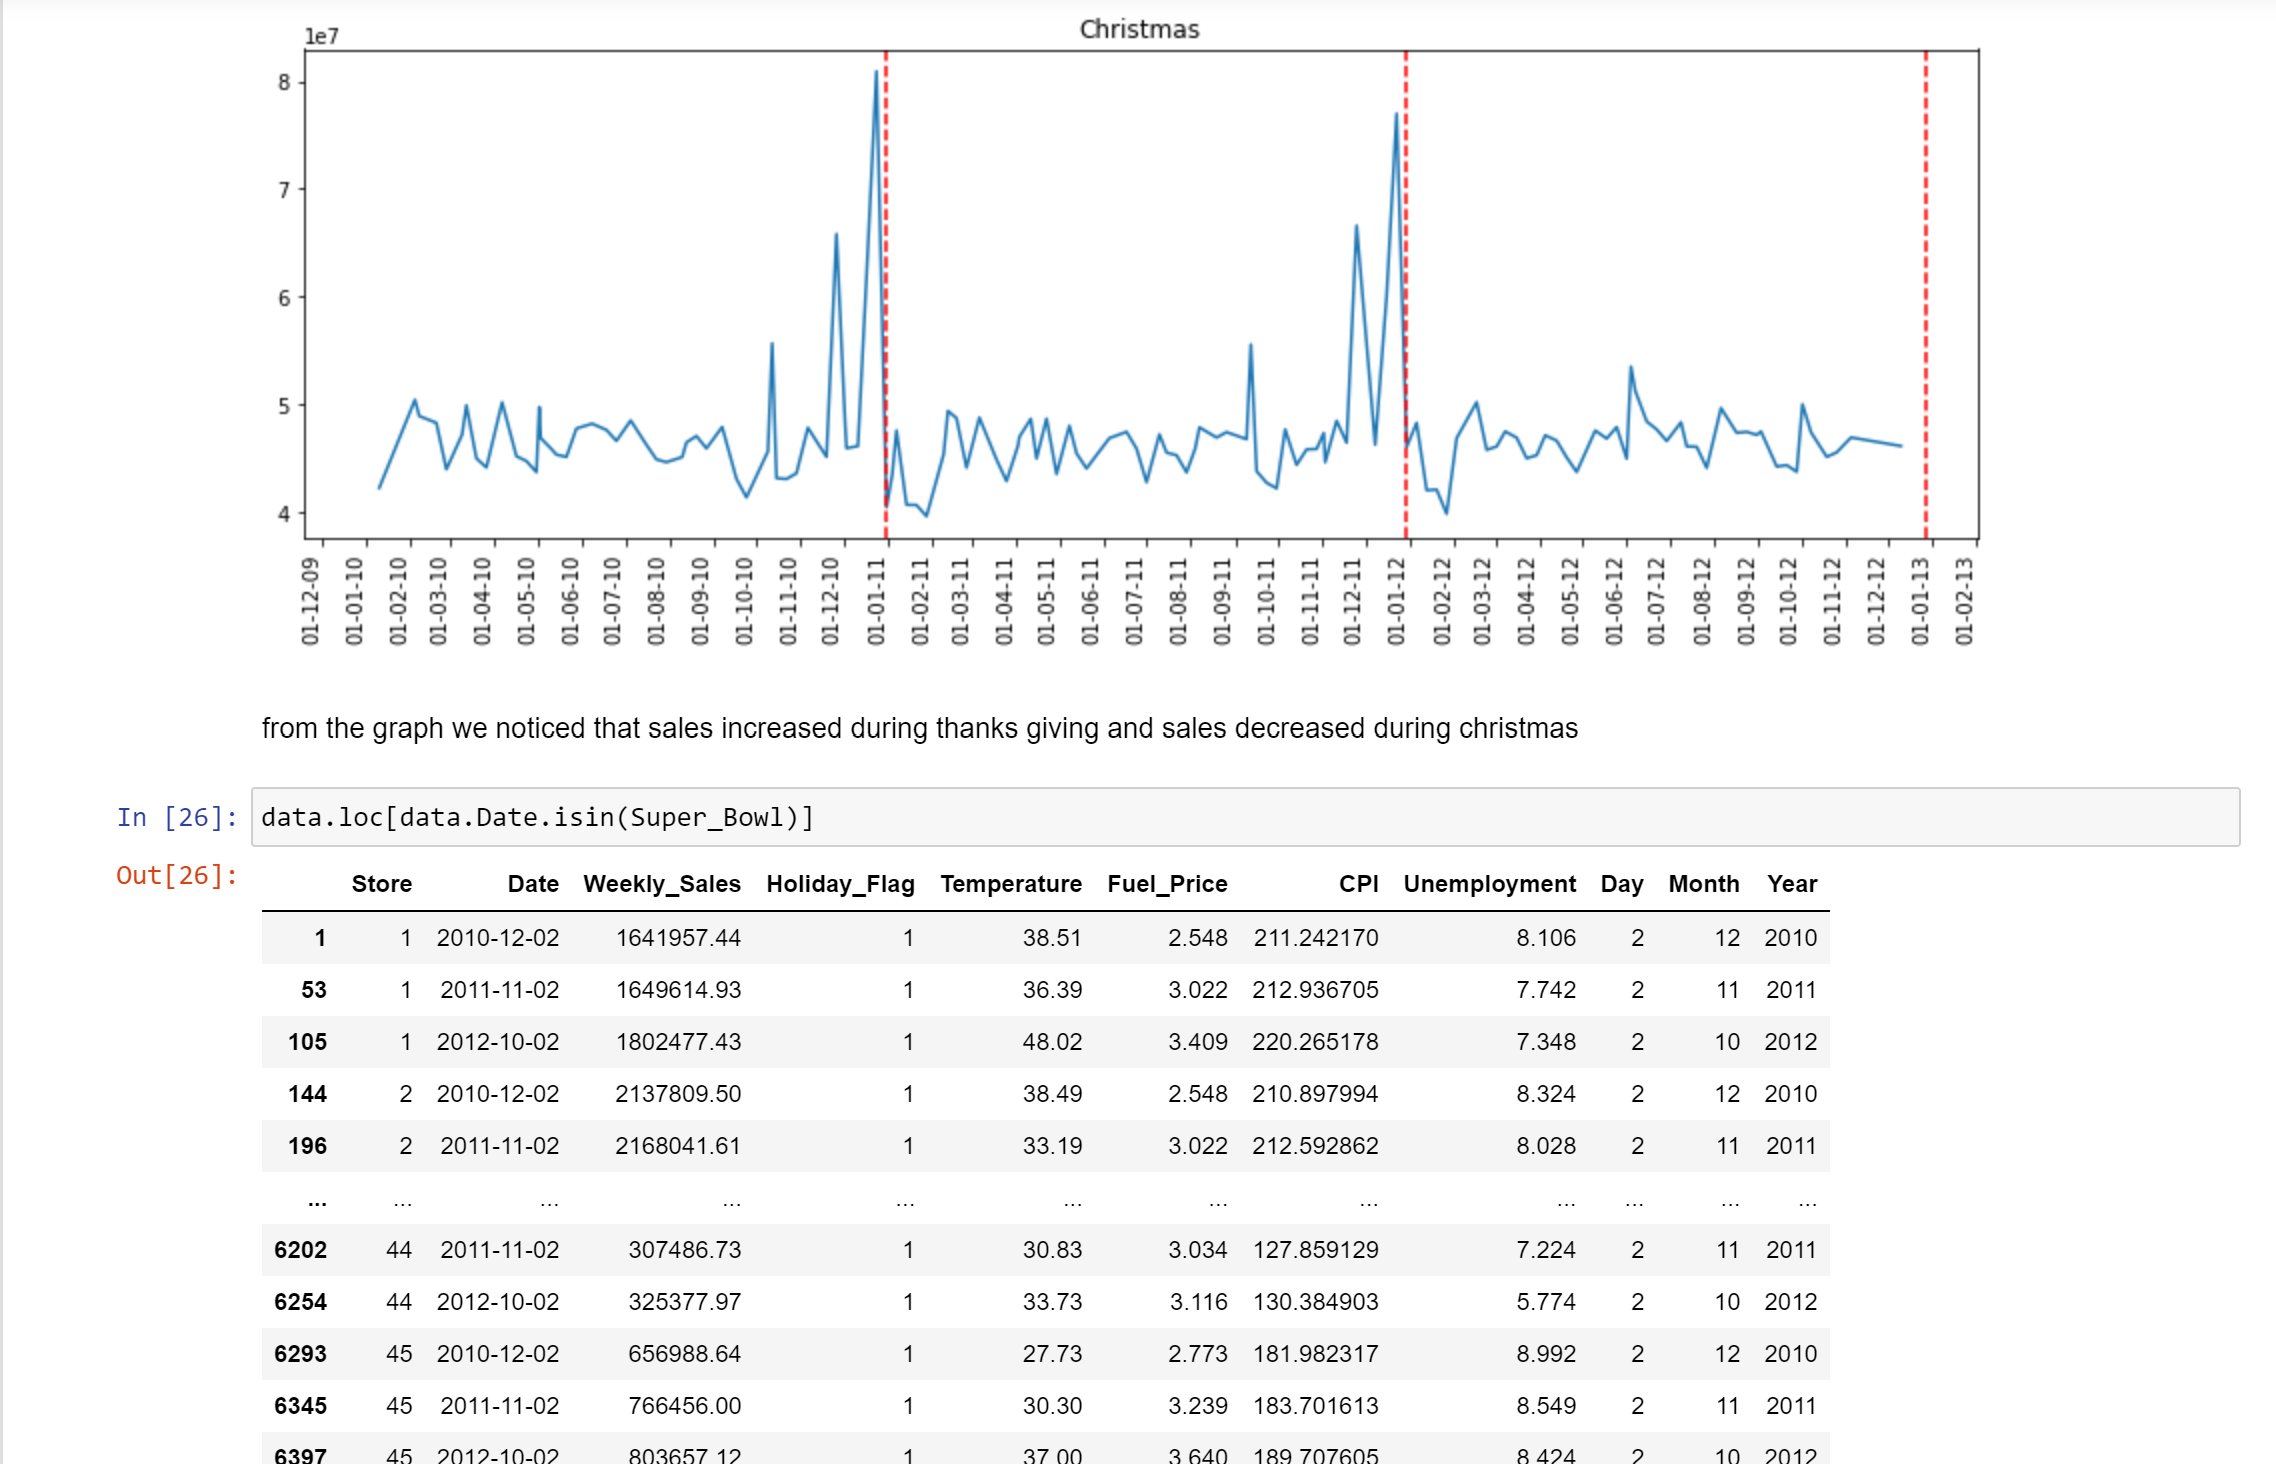 Christmas
1e7
8
7
6
5
4
01-12-09 01-01-10 01-02-10 01-03-10 01-04-10 01-05-10 01-06-10 01-07-10 01-08-10 01-09-10 01-10-10 01-11-10 01-12-10 01-01-11 01-02-11 01-03-11 01-04-11 01-05-11 01-06-11 01-07-11 01-08-11 01-09-11 01-10-11 01-11-11 01-12-11 01-01-12 01-02-12 01-03-12 01-04-12 01-05-12 01-06-12 01-07-12 01-08-12 01-09-12 01-10-12 01-11-12 01-12-12 01-01-13 01-02-13
from the graph we noticed that sales increased during thanks giving and sales decreased during christmas
In [26]: data.loc[data.Date.isin(Super_Bowl)]
Out[26]:
Store Date Weekly_Sales Holiday_Flag Temperature Fuel_Price CPI Unemployment Day Month Year
1 1 2010-12-02 1641957.44 1 38.51 2.548 211.242170 8.106 2 12 2010
53 1 2011-11-02 1649614.93 1 36.39 3.022 212.936705 7.742 2 11 2011
105 1 2012-10-02 1802477.43 1 48.02 3.409 220.265178 7.348 2 10 2012
144 2 2010-12-02 2137809.50 1 38.49 2.548 210.897994 8.324 2 12 2010
196 2 2011-11-02 2168041.61 1 33.19 3.022 212.592862 8.028 2 11 2011
... ... ... ... ... ... ... ... ... ... ... ...
6202 44 2011-11-02 307486.73 1 30.83 3.034 127.859129 7.224 2 11 2011
6254 44 2012-10-02 325377.97 1 33.73 3.116 130.384903 5.774 2 10 2012
6293 45 2010-12-02 656988.64 1 27.73 2.773 181.982317 8.992 2 12 2010
6345 45 2011-11-02 766456.00 1 30.30 3.239 183.701613 8.549 2 11 2011
6397 45 2012-10-02 803657.12 1 37.00 3.640 189.707605 8.424 2 10 2012